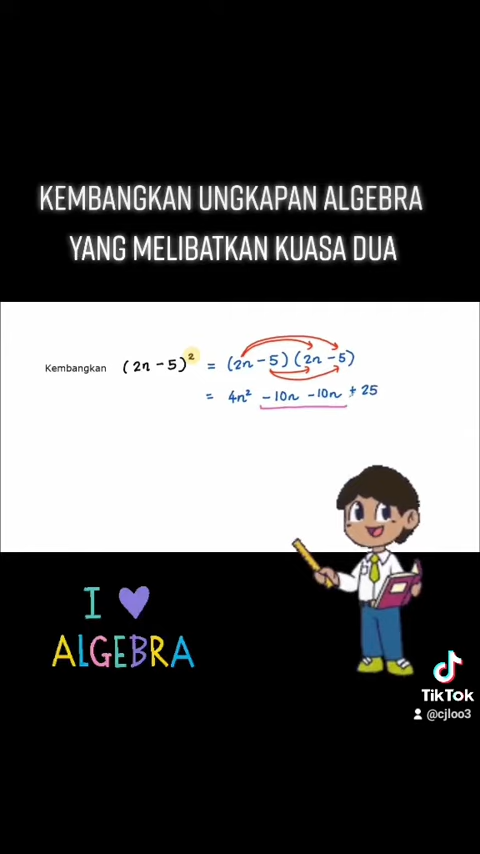 KEMBANGKAN UNGKAPAN ALGEBRA
YANG MELIBATKAN KUASA DUA
Kembangkan (2n - 5)² = (2n - 5)(2n - 5)
= 4n² - 10n - 10n + 25
I
ALGEBRA
TikTok
@cjloo3